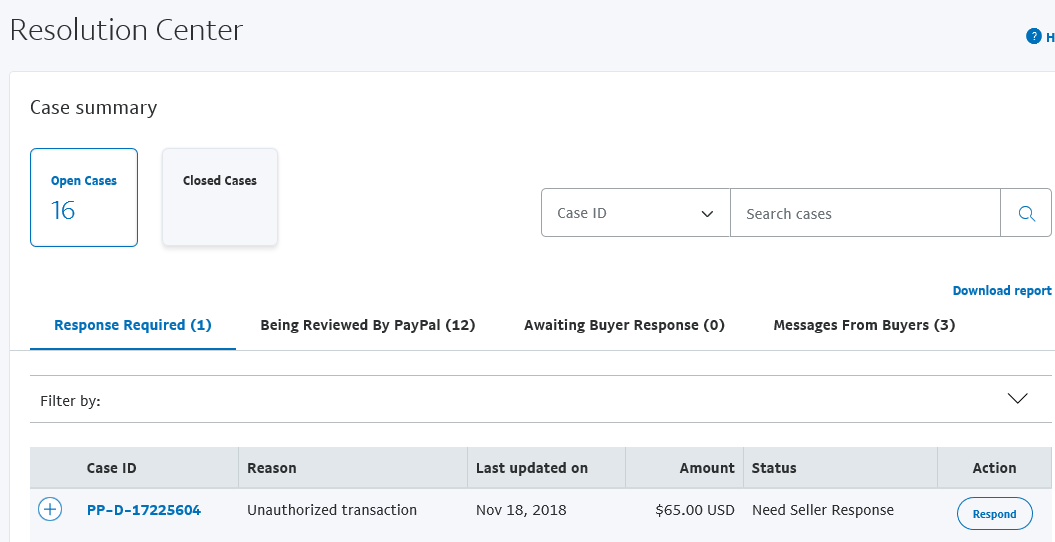 Resolution Center
? H
Case summary
Open Cases
16
Closed Cases
Case ID
Search cases
Download report
Response Required (1) Being Reviewed By PayPal (12) Awaiting Buyer Response (0) Messages From Buyers (3)
Filter by:
Case ID Reason Last updated on Amount Status Action
PP-D-17225604 Unauthorized transaction Nov 18, 2018 $65.00 USD Need Seller Response Respond